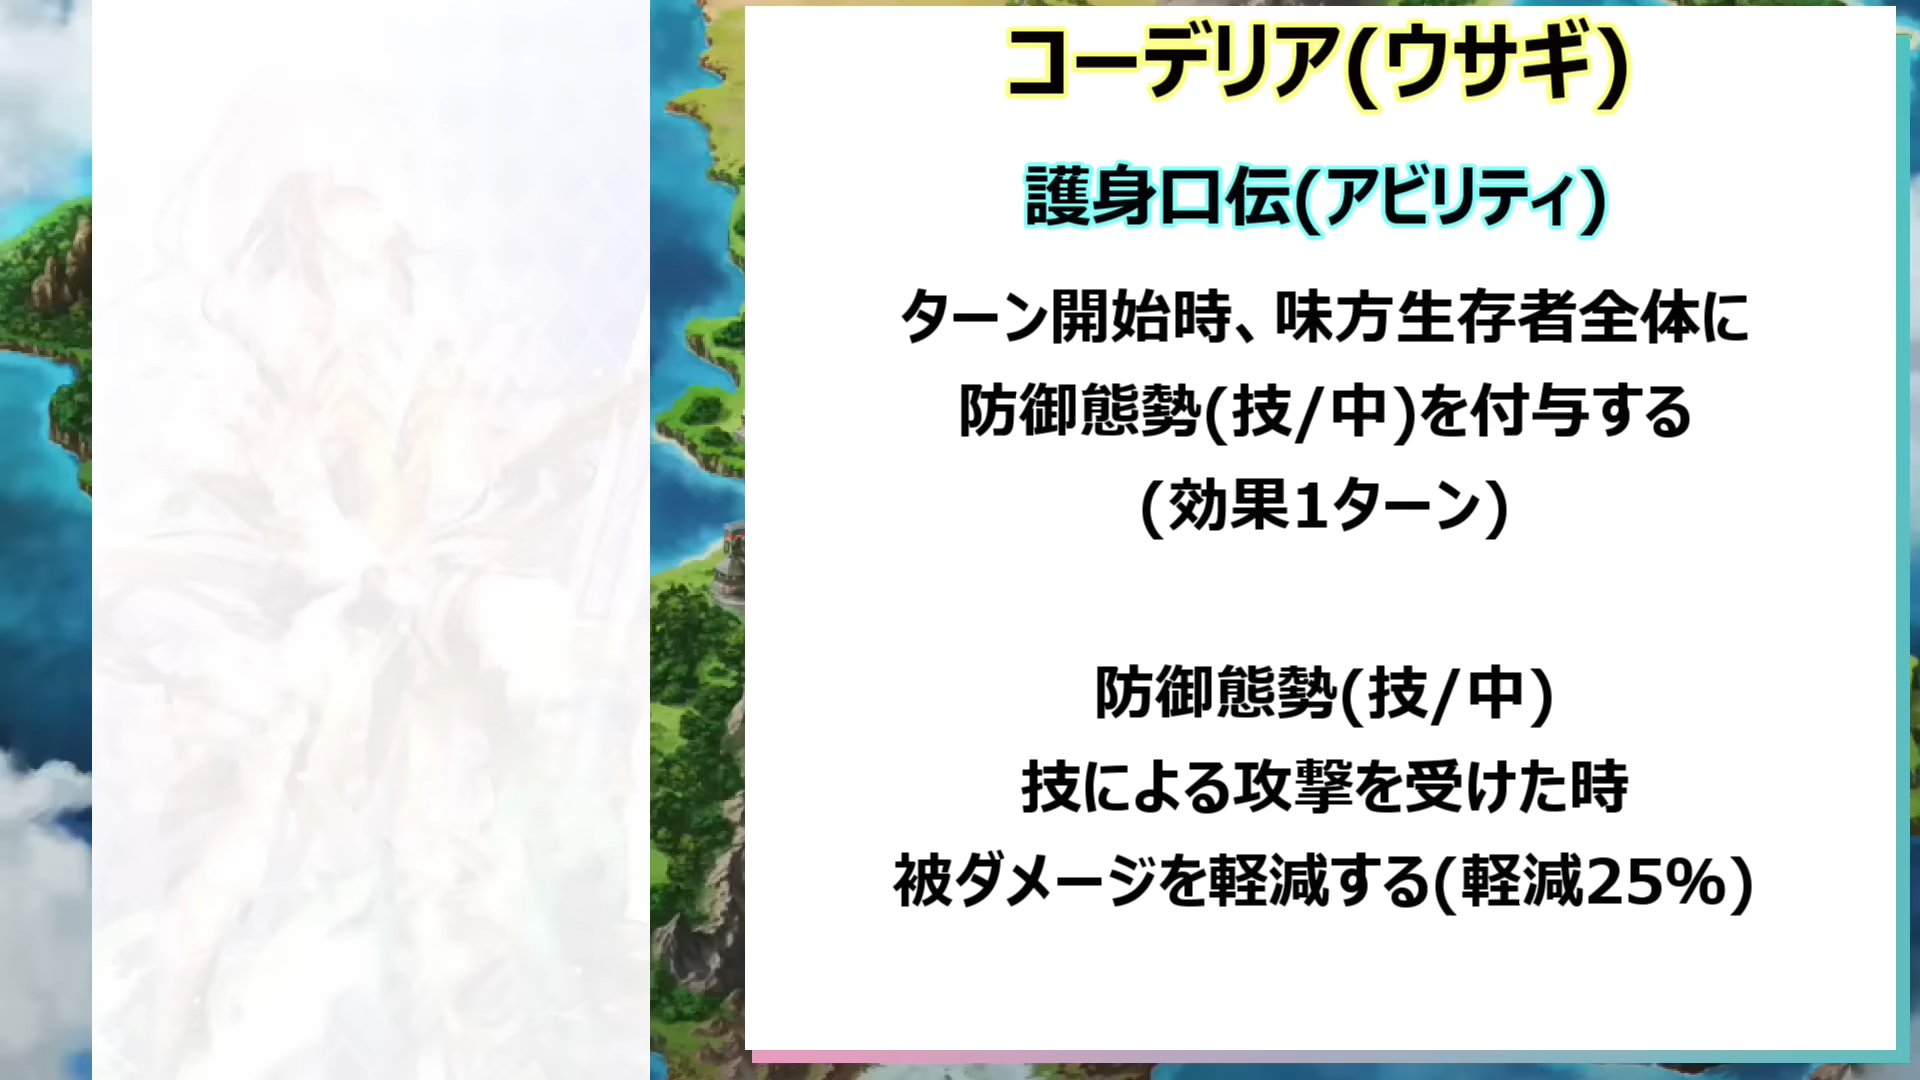 コーデリア(ウサギ)
護身口伝(アビリティ)
ターン開始時、味方生存者全体に
防御態勢(技/中)を付与する
(効果1ターン)
防御態勢(技/中)
技による攻撃を受けた時
被ダメージを軽減する(軽減25%)